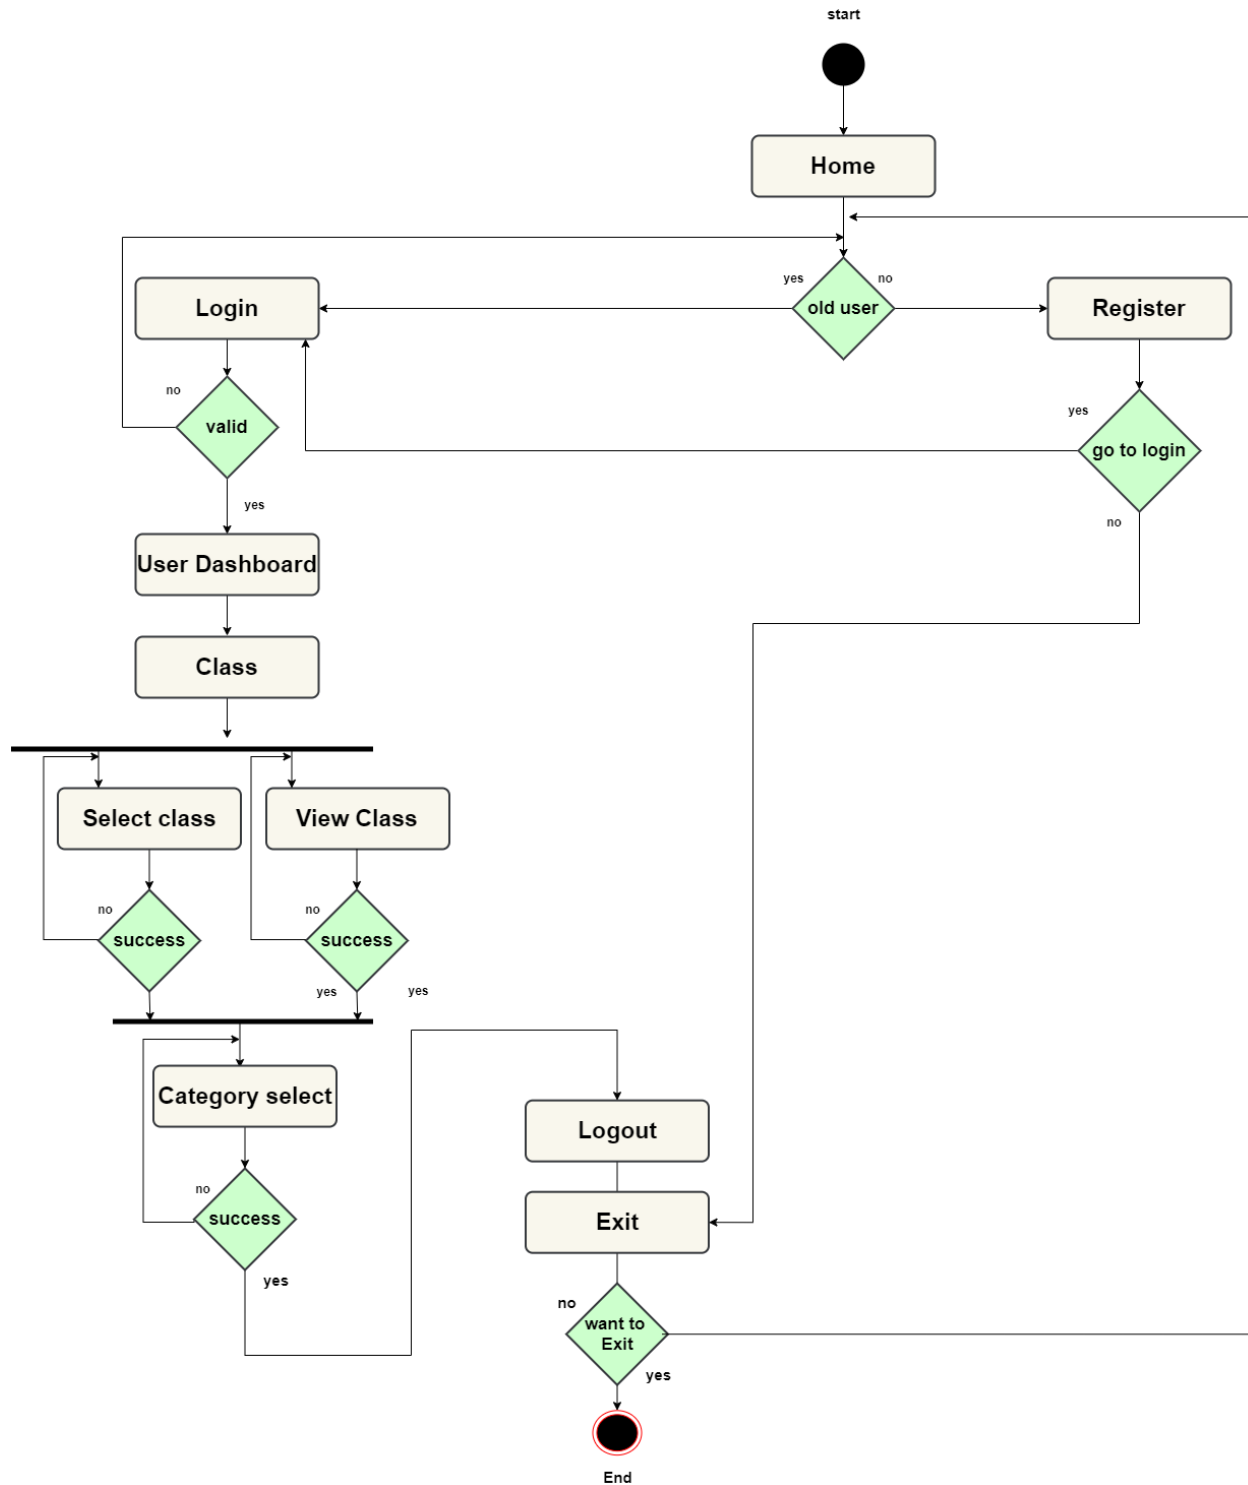 start
Home
yes
no
Login
old user
Register
no
yes
valid
go to login
yes
no
User Dashboard
Class
Select class
View Class
no
no
success
success
yes
yes
Category select
Logout
no
success
Exit
yes
no
want to
Exit
yes
End